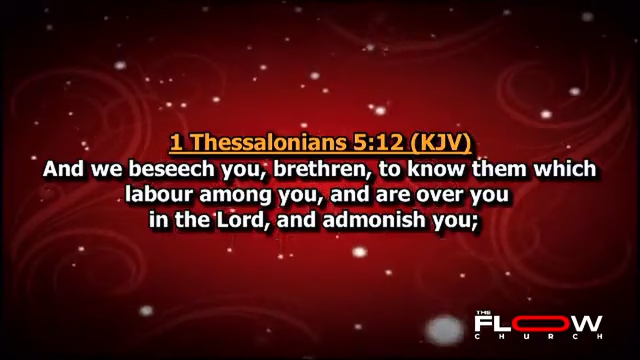 1 Thessalonians 5:12 (KJV)
And we beseech you, brethren, to know them which
labour among you, and are over you
in the Lord, and admonish you;
THE
FLOW
CHURCH